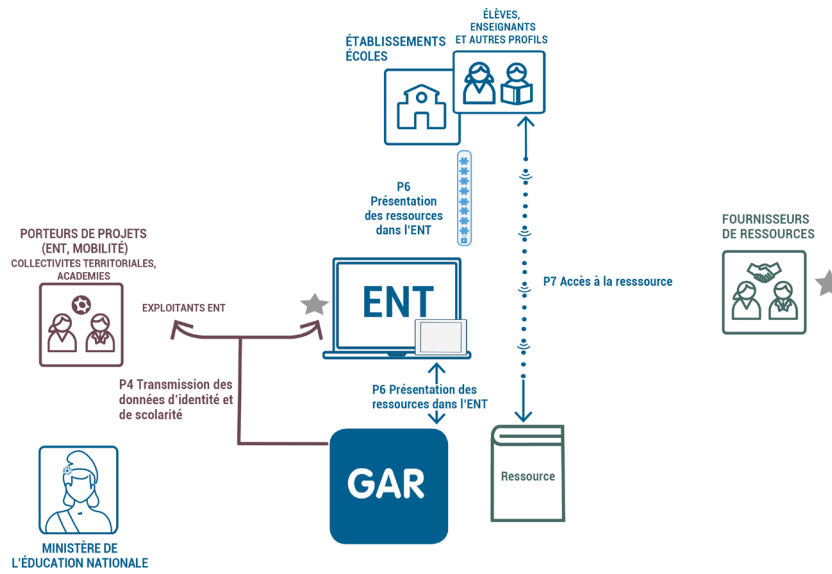 ÉLÈVES,
ENSEIGNANTS
ET AUTRES PROFILS
ÉTABLISSEMENTS
ÉCOLES
P6
Présentation
des ressources
dans l'ENT
PORTEURS DE PROJETS
(ENT, MOBILITÉ)
COLLECTIVITES TERRITORIALES,
ACADEMIES
EXPLOITANTS ENT
ENT
P7 Accès à la resssource
FOURNISSEURS
DE RESSOURCES
P4 Transmission des
données d'identité et
de scolarité
P6 Présentation des
ressources dans l'ENT
GAR
Ressource
MINISTÈRE DE
L'ÉDUCATION NATIONALE